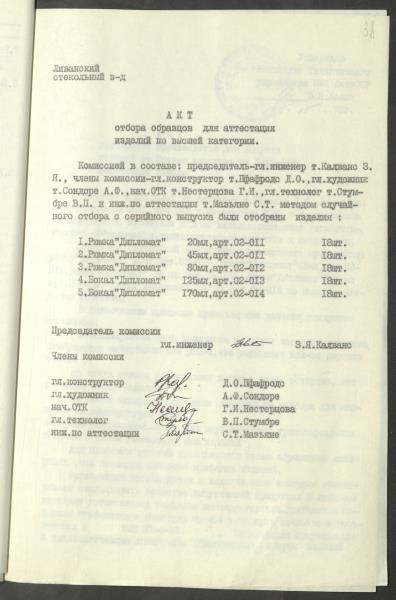 38
Ливанский
стекольный з-д
А К Т
отбора образцов для аттестации
изделий по высшей категории.
Комиссией в составе: председатель-гл.инженер т.Калванс З.
Я., члены комиссии-гл.конструктор т.Пфафродс Д.О.,гл.художник
т.Сондоре А.Ф.,нач.ОТК т.Нестерцова Г.И.,гл.технолог т.Стум-
бре В.П. и инж.по аттестации т.Мазьяне С.Т. методом случай-
ного отбора с серийного выпуска были отобраны изделия :
1.Рюмка"Дипломат" 20мл,арт.02-011 18шт.
2.Рюмка"Дипломат" 45мл,арт.02-011 18шт.
3.Рюмка"Дипломат" 80мл,арт.02-012 18шт.
4.Бокал"Дипломат" 125мл,арт.02-013 18шт.
5.Бокал"Дипломат" 170мл,арт.02-014 18шт.
Председатель комиссии
гл.инженер З.Я.Калванс
Члены комиссии
гл.конструктор Д.О.Пфафродс
гл.художник А.Ф.Сондоре
нач.ОТК Г.И.Нестерцова
гл.технолог В.П.Стумбре
инж.по аттестации С.Т.Мазьяне